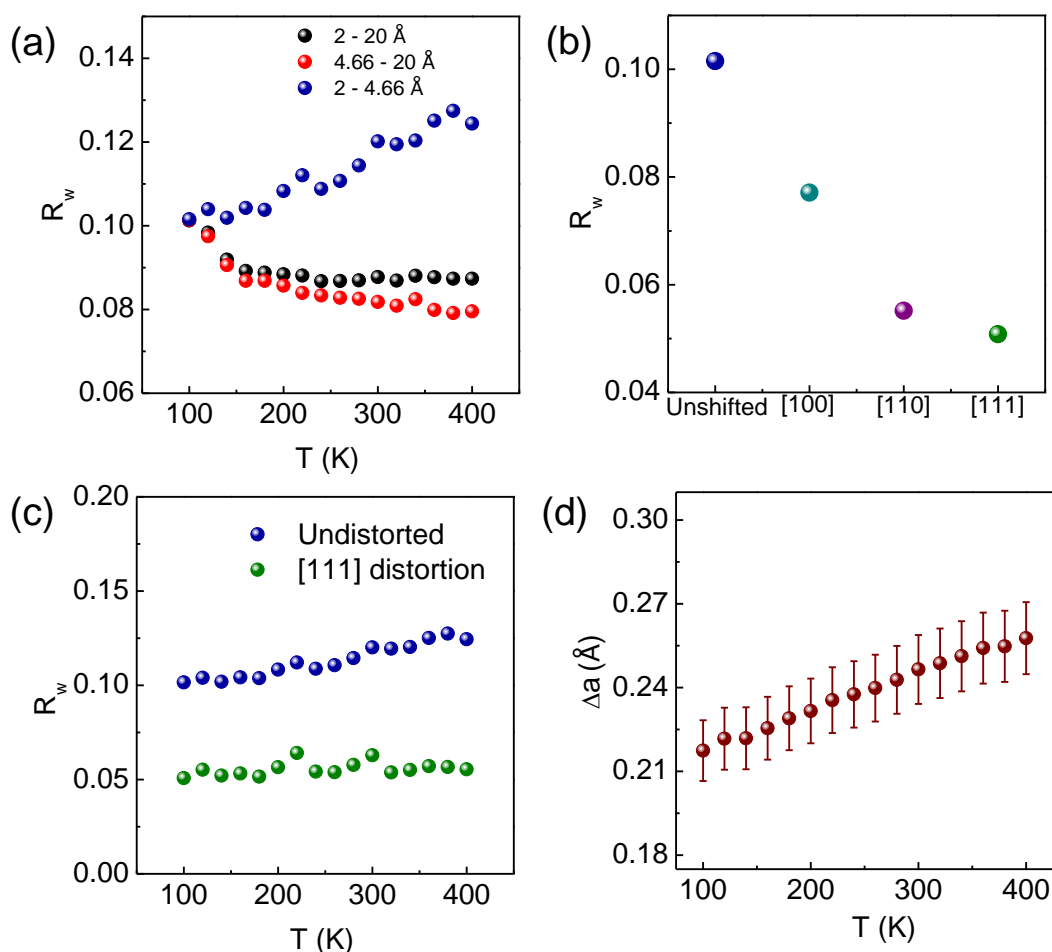 (a)
2 - 20 Å
4.66 - 20 Å
2 - 4.66 Å
0.14
0.12
0.10
0.08
0.06
R_w
100 200 300 400
T (K)
(b)
0.10
0.08
0.06
0.04
R_w
Unshifted [100] [110] [111]
(c)
Undistorted
[111] distortion
0.20
0.15
0.10
0.05
0.00
R_w
100 200 300 400
T (K)
(d)
0.30
0.27
0.24
0.21
0.18
Δa (Å)
100 200 300 400
T (K)